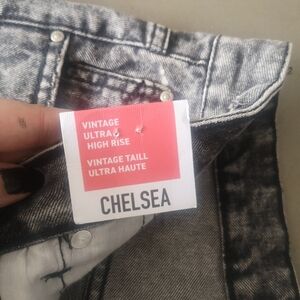 VINTAGE
ULTRA
HIGH RISE
VINTAGE TAILL
ULTRA HAUTE
CHELSEA